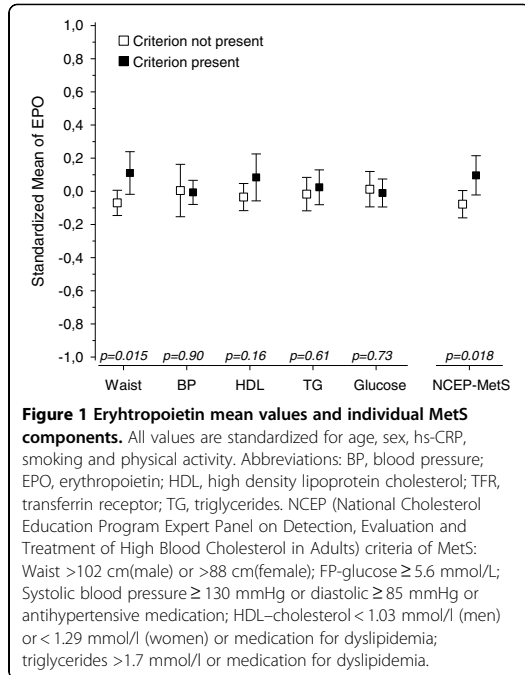 1,0
Criterion not present
0,8
Criterion present
0,6
0,4
0,2
0,0
-0,2
-0,4
-0,6
-0,8
-1,0
Standardized Mean of EPO
p=0.015 p=0.90 p=0.16 p=0.61 p=0.73 p=0.018
Waist BP HDL TG Glucose NCEP-MetS
Figure 1 Eryhtropoietin mean values and individual MetS
components. All values are standardized for age, sex, hs-CRP,
smoking and physical activity. Abbreviations: BP, blood pressure;
EPO, erythropoietin; HDL, high density lipoprotein cholesterol; TFR,
transferrin receptor; TG, triglycerides. NCEP (National Cholesterol
Education Program Expert Panel on Detection, Evaluation and
Treatment of High Blood Cholesterol in Adults) criteria of MetS:
Waist >102 cm(male) or >88 cm(female); FP-glucose ≥ 5.6 mmol/L;
Systolic blood pressure ≥ 130 mmHg or diastolic ≥ 85 mmHg or
antihypertensive medication; HDL–cholesterol < 1.03 mmol/l (men)
or < 1.29 mmol/l (women) or medication for dyslipidemia;
triglycerides >1.7 mmol/l or medication for dyslipidemia.